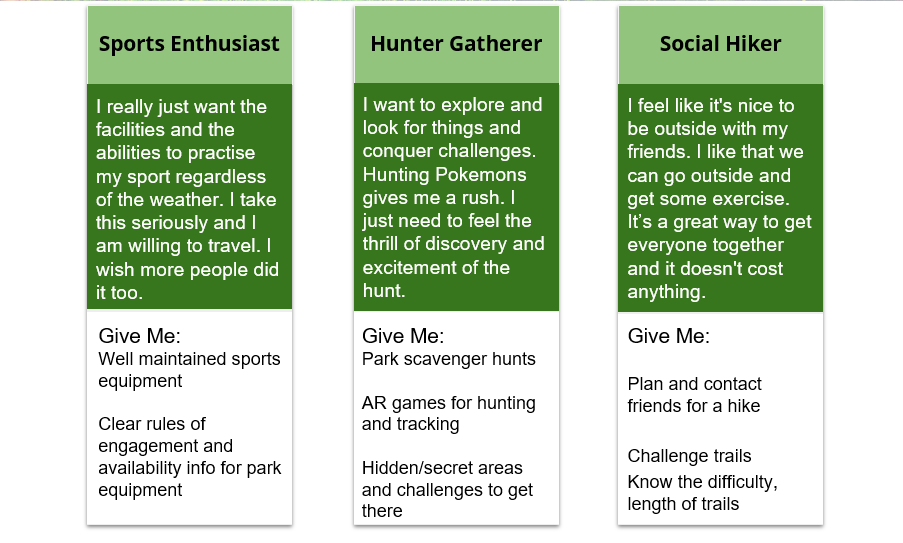 Sports Enthusiast
I really just want the
facilities and the
abilities to practise
my sport regardless
of the weather. I take
this seriously and I
am willing to travel. I
wish more people did
it too.
Give Me:
Well maintained sports
equipment
Clear rules of
engagement and
availability info for park
equipment
Hunter Gatherer
I want to explore and
look for things and
conquer challenges.
Hunting Pokemons
gives me a rush. I
just need to feel the
thrill of discovery and
excitement of the
hunt.
Give Me:
Park scavenger hunts
AR games for hunting
and tracking
Hidden/secret areas
and challenges to get
there
Social Hiker
I feel like it's nice to
be outside with my
friends. I like that we
can go outside and
get some exercise.
It’s a great way to get
everyone together
and it doesn't cost
anything.
Give Me:
Plan and contact
friends for a hike
Challenge trails
Know the difficulty,
length of trails